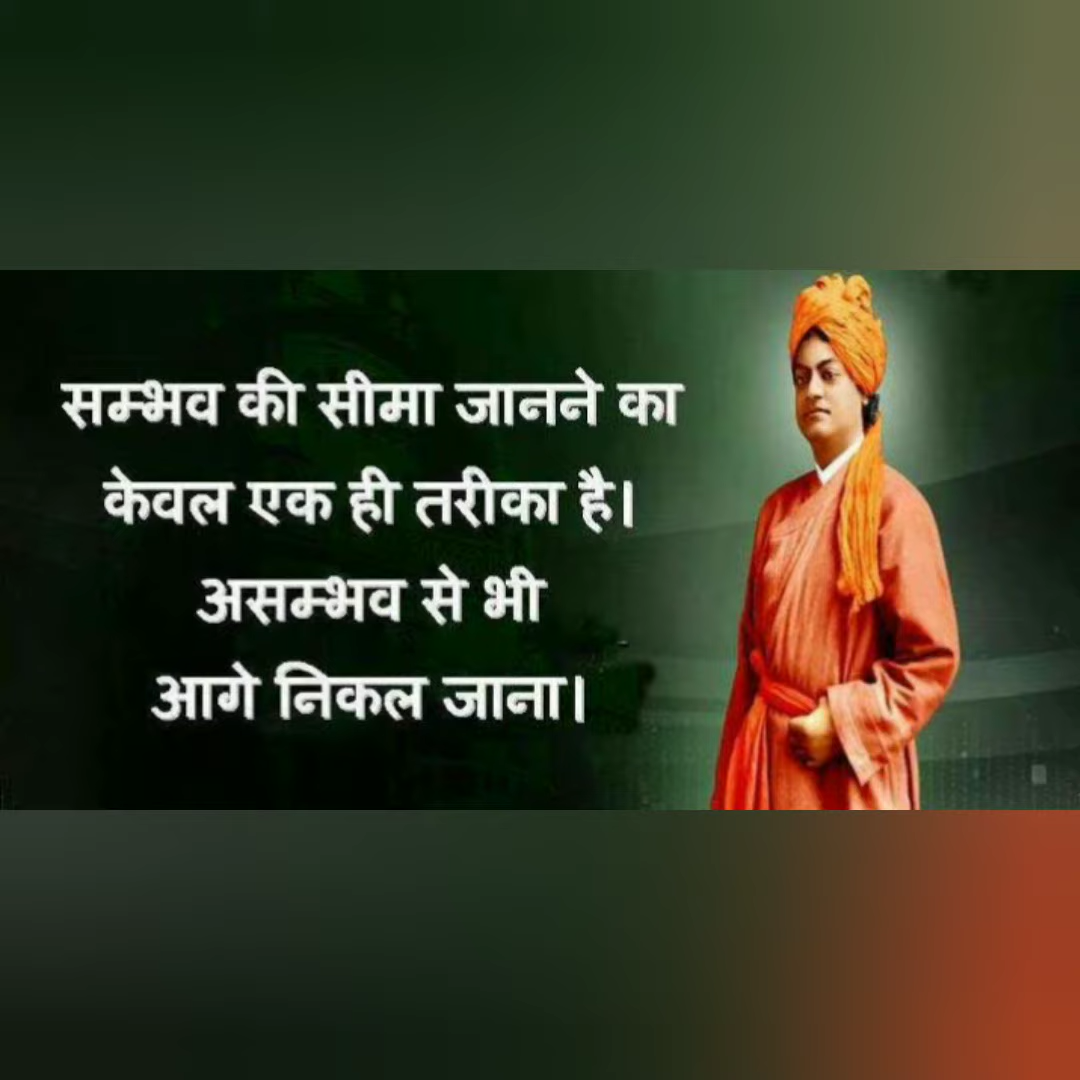 सम्भव की सीमा जानने का
केवल एक ही तरीका है।
असम्भव से भी
आगे निकल जाना।